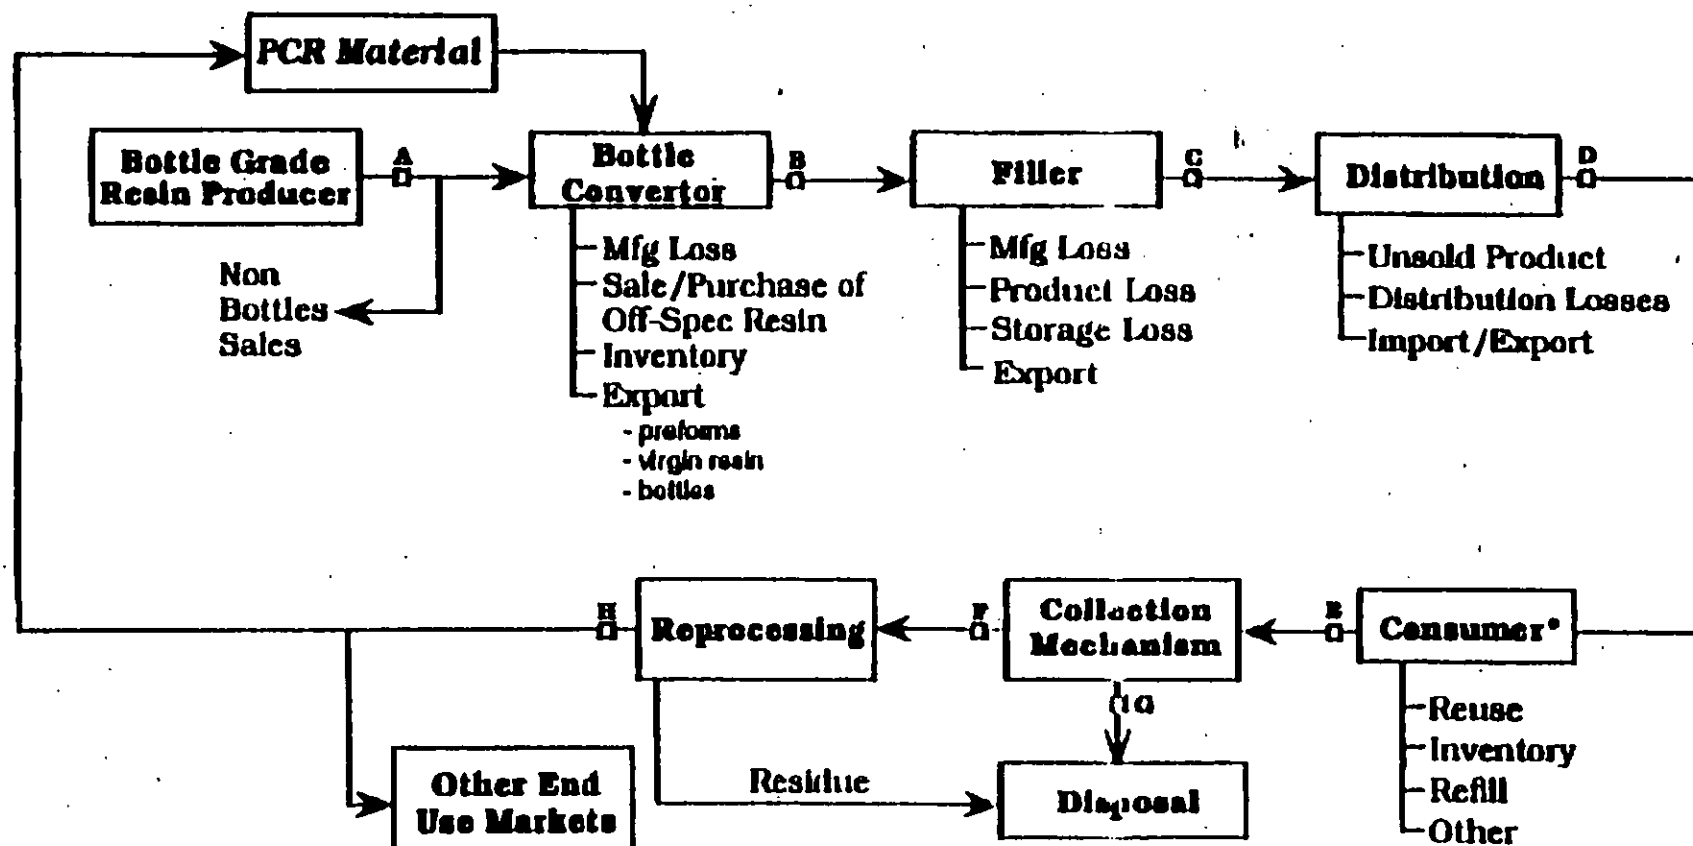 PCR Material
Bottle Grade
Resin Producer
A
Non
Bottles
Sales
Bottle
Convertor
B
Mfg Loss
Sale/Purchase of
Off-Spec Resin
Inventory
Export
- preforms
- virgin resin
- bottles
Filler
C
Mfg Loss
Product Loss
Storage Loss
Export
Distribution
D
Unsold Product
Distribution Losses
Import/Export
H
Reprocessing
F
Collection
Mechanism
E
Consumer*
G
Reuse
Inventory
Refill
Other
Other End
Use Markets
Residue
Disposal